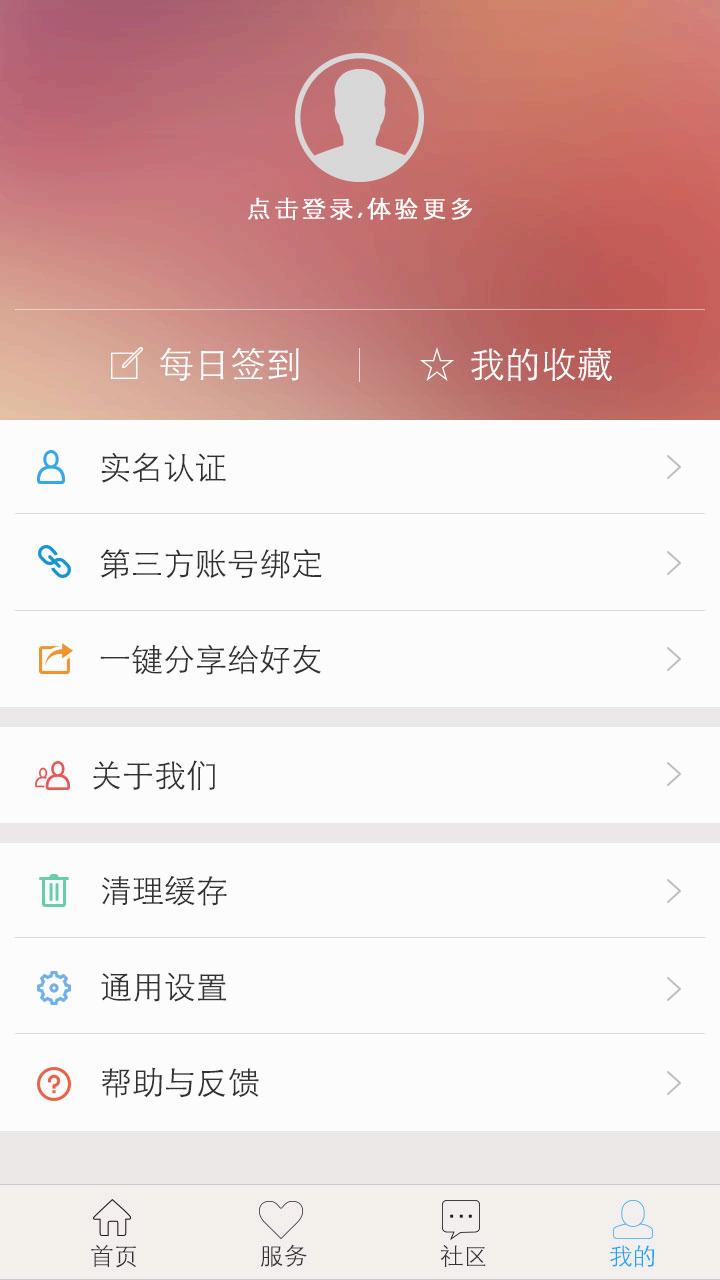 点击登录,体验更多
每日签到
我的收藏
实名认证
第三方账号绑定
一键分享给好友
关于我们
清理缓存
通用设置
帮助与反馈
首页
服务
社区
我的